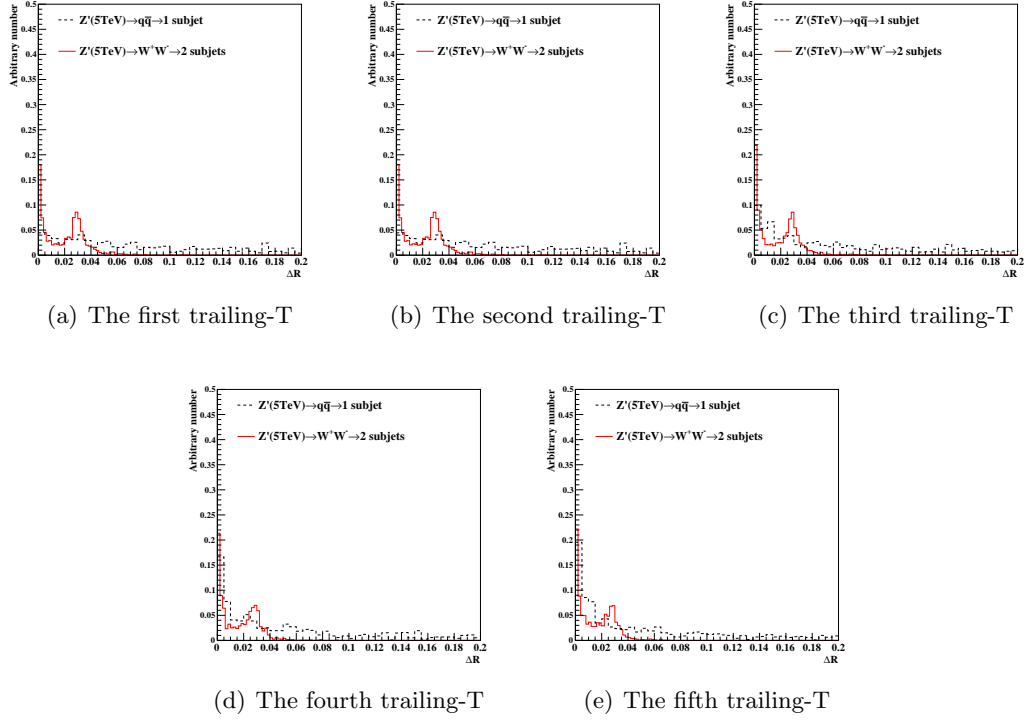 Arbitrary number
0.5
0.45
0.4
0.35
0.3
0.25
0.2
0.15
0.1
0.05
0
Z'(5TeV)→qq̅→1 subjet
Z'(5TeV)→W⁺W⁻→2 subjets
0 0.02 0.04 0.06 0.08 0.1 0.12 0.14 0.16 0.18 0.2
ΔR
(a) The first trailing-T
Arbitrary number
0.5
0.45
0.4
0.35
0.3
0.25
0.2
0.15
0.1
0.05
0
Z'(5TeV)→qq̅→1 subjet
Z'(5TeV)→W⁺W⁻→2 subjets
0 0.02 0.04 0.06 0.08 0.1 0.12 0.14 0.16 0.18 0.2
ΔR
(b) The second trailing-T
Arbitrary number
0.5
0.45
0.4
0.35
0.3
0.25
0.2
0.15
0.1
0.05
0
Z'(5TeV)→qq̅→1 subjet
Z'(5TeV)→W⁺W⁻→2 subjets
0 0.02 0.04 0.06 0.08 0.1 0.12 0.14 0.16 0.18 0.2
ΔR
(c) The third trailing-T
Arbitrary number
0.5
0.45
0.4
0.35
0.3
0.25
0.2
0.15
0.1
0.05
0
Z'(5TeV)→qq̅→1 subjet
Z'(5TeV)→W⁺W⁻→2 subjets
0 0.02 0.04 0.06 0.08 0.1 0.12 0.14 0.16 0.18 0.2
ΔR
(d) The fourth trailing-T
Arbitrary number
0.5
0.45
0.4
0.35
0.3
0.25
0.2
0.15
0.1
0.05
0
Z'(5TeV)→qq̅→1 subjet
Z'(5TeV)→W⁺W⁻→2 subjets
0 0.02 0.04 0.06 0.08 0.1 0.12 0.14 0.16 0.18 0.2
ΔR
(e) The fifth trailing-T